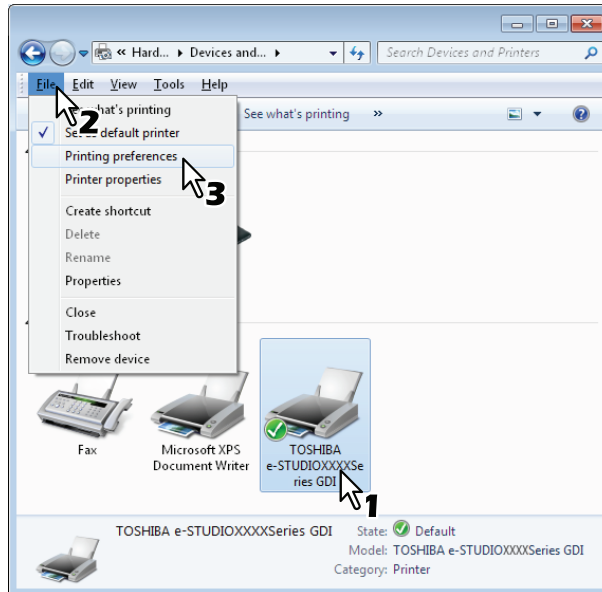 « Hard... ▸ Devices and... ▸
Search Devices and Printers
File Edit View Tools Help
See what's printing »
See what's printing
Set as default printer
Printing preferences
Printer properties
Create shortcut
Delete
Rename
Properties
Close
Troubleshoot
Remove device
2
3
Fax
Microsoft XPS
Document Writer
TOSHIBA
e-STUDIOXXXXSe
ries GDI
1
TOSHIBA e-STUDIOXXXXSeries GDI State: Default
Model: TOSHIBA e-STUDIOXXXXSeries GDI
Category: Printer